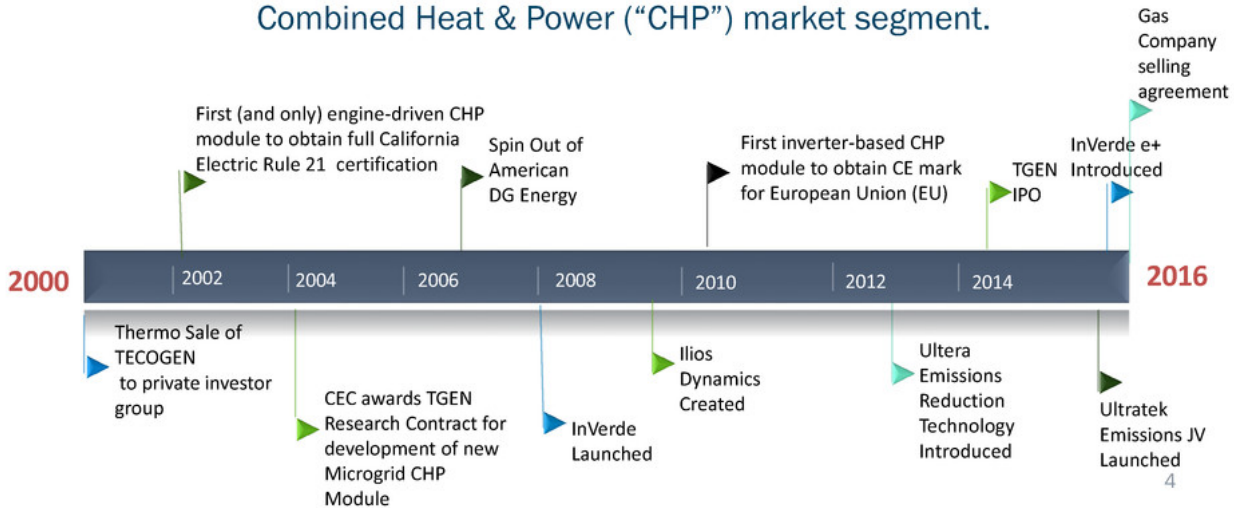 Combined Heat & Power (“CHP”) market segment.
Gas
Company
selling
agreement
First (and only) engine-driven CHP
module to obtain full California
Electric Rule 21 certification
Spin Out of
American
DG Energy
First inverter-based CHP
module to obtain CE mark
for European Union (EU)
TGEN
IPO
InVerde e+
Introduced
2000
2002
2004
2006
2008
2010
2012
2014
2016
Thermo Sale of
TECOGEN
to private investor
group
CEC awards TGEN
Research Contract for
development of new
Microgrid CHP
Module
InVerde
Launched
Ilios
Dynamics
Created
Ultera
Emissions
Reduction
Technology
Introduced
Ultratek
Emissions JV
Launched
4